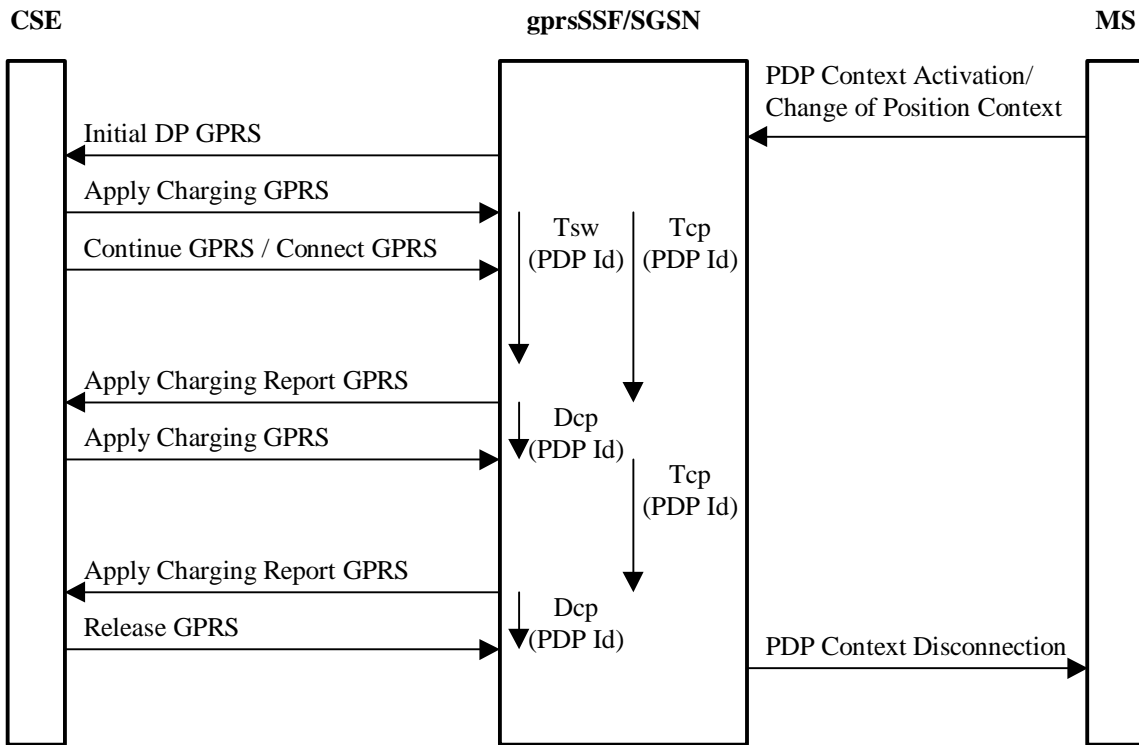 CSE
gprsSSF/SGSN
MS
PDP Context Activation/
Change of Position Context
Initial DP GPRS
Apply Charging GPRS
Tsw
(PDP Id)
Tcp
(PDP Id)
Continue GPRS / Connect GPRS
Apply Charging Report GPRS
Dcp
(PDP Id)
Apply Charging GPRS
Tcp
(PDP Id)
Apply Charging Report GPRS
Dcp
(PDP Id)
Release GPRS
PDP Context Disconnection